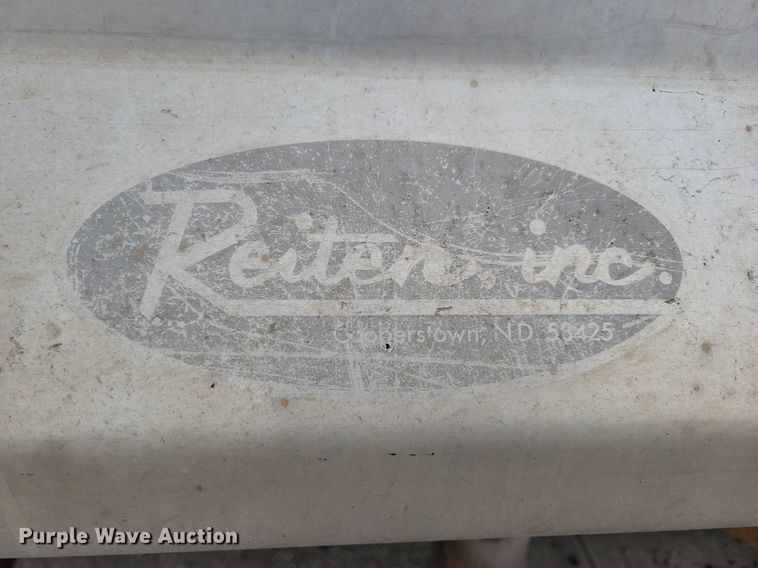 Reiten, inc.
Cooperstown, ND 58425
Purple Wave Auction